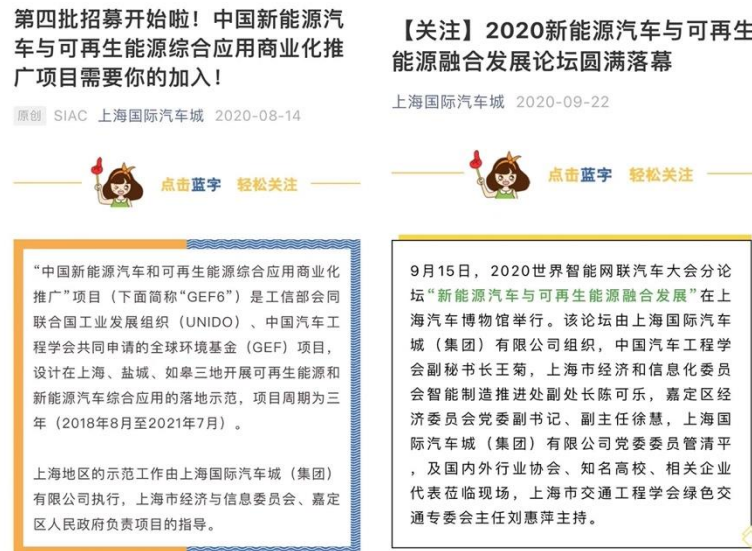 第四批招募开始啦！中国新能源汽
车与可再生能源综合应用商业化推
广项目需要你的加入！
原创 SIAC 上海国际汽车城 2020-08-14
点击蓝字 轻松关注
“中国新能源汽车和可再生能源综合应用商业化
推广”项目（下面简称“GEF6”）是工信部会同
联合国工业发展组织（UNIDO）、中国汽车工
程学会共同申请的全球环境基金（GEF）项目，
设计在上海、盐城、如皋三地开展可再生能源和
新能源汽车综合应用的落地示范，项目周期为三
年（2018年8月至2021年7月）。
上海地区的示范工作由上海国际汽车城（集团）
有限公司执行，上海市经济与信息委员会、嘉定
区人民政府负责项目的指导。
【关注】2020新能源汽车与可再生
能源融合发展论坛圆满落幕
上海国际汽车城 2020-09-22
点击蓝字 轻松关注
9月15日，2020世界智能网联汽车大会分论
坛“新能源汽车与可再生能源融合发展”在上
海汽车博物馆举行。该论坛由上海国际汽车
城（集团）有限公司组织，中国汽车工程学
会副秘书长王菊，上海市经济和信息化委员
会智能制造推进处副处长陈可乐，嘉定区经
济委员会党委副书记、副主任徐慧，上海国
际汽车城（集团）有限公司党委委员管清平
，及国内外行业协会、知名高校、相关企业
代表莅临现场，上海市交通工程学会绿色交
通专委会主任刘惠萍主持。